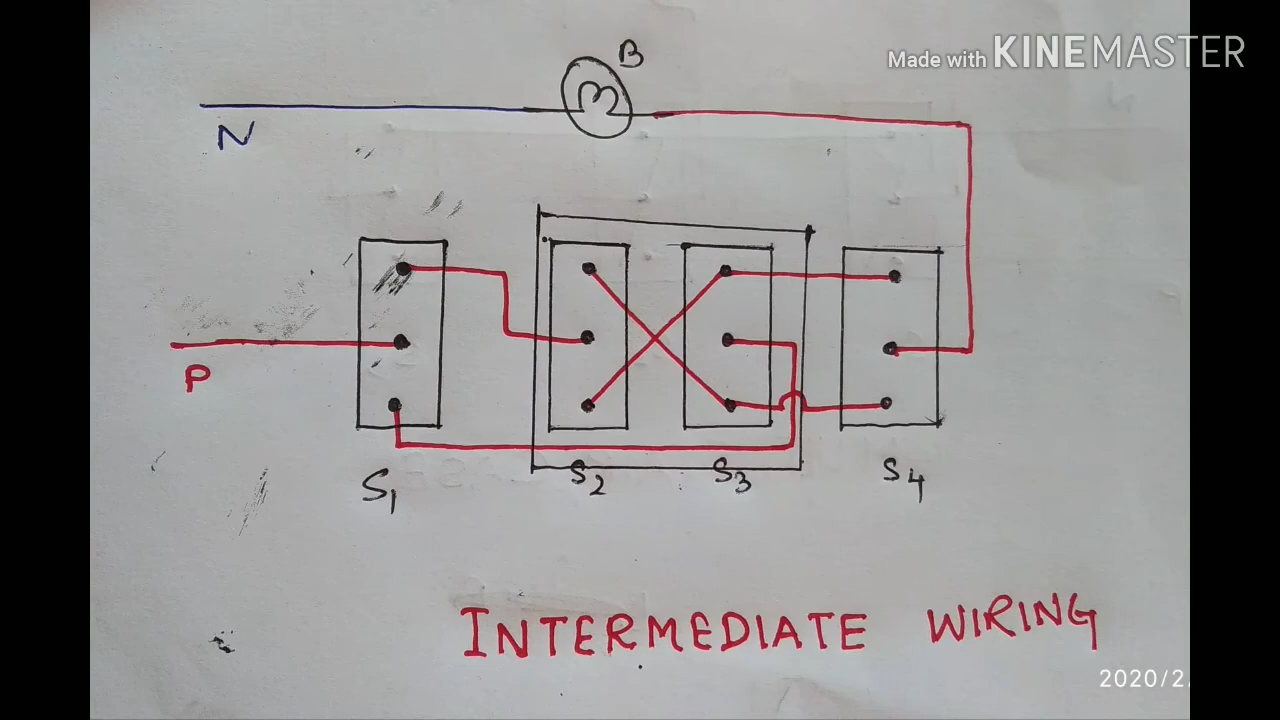 Made with KINEMASTER
B
N
P
S1
S2
S3
S4
INTERMEDIATE WIRING
2020/2.